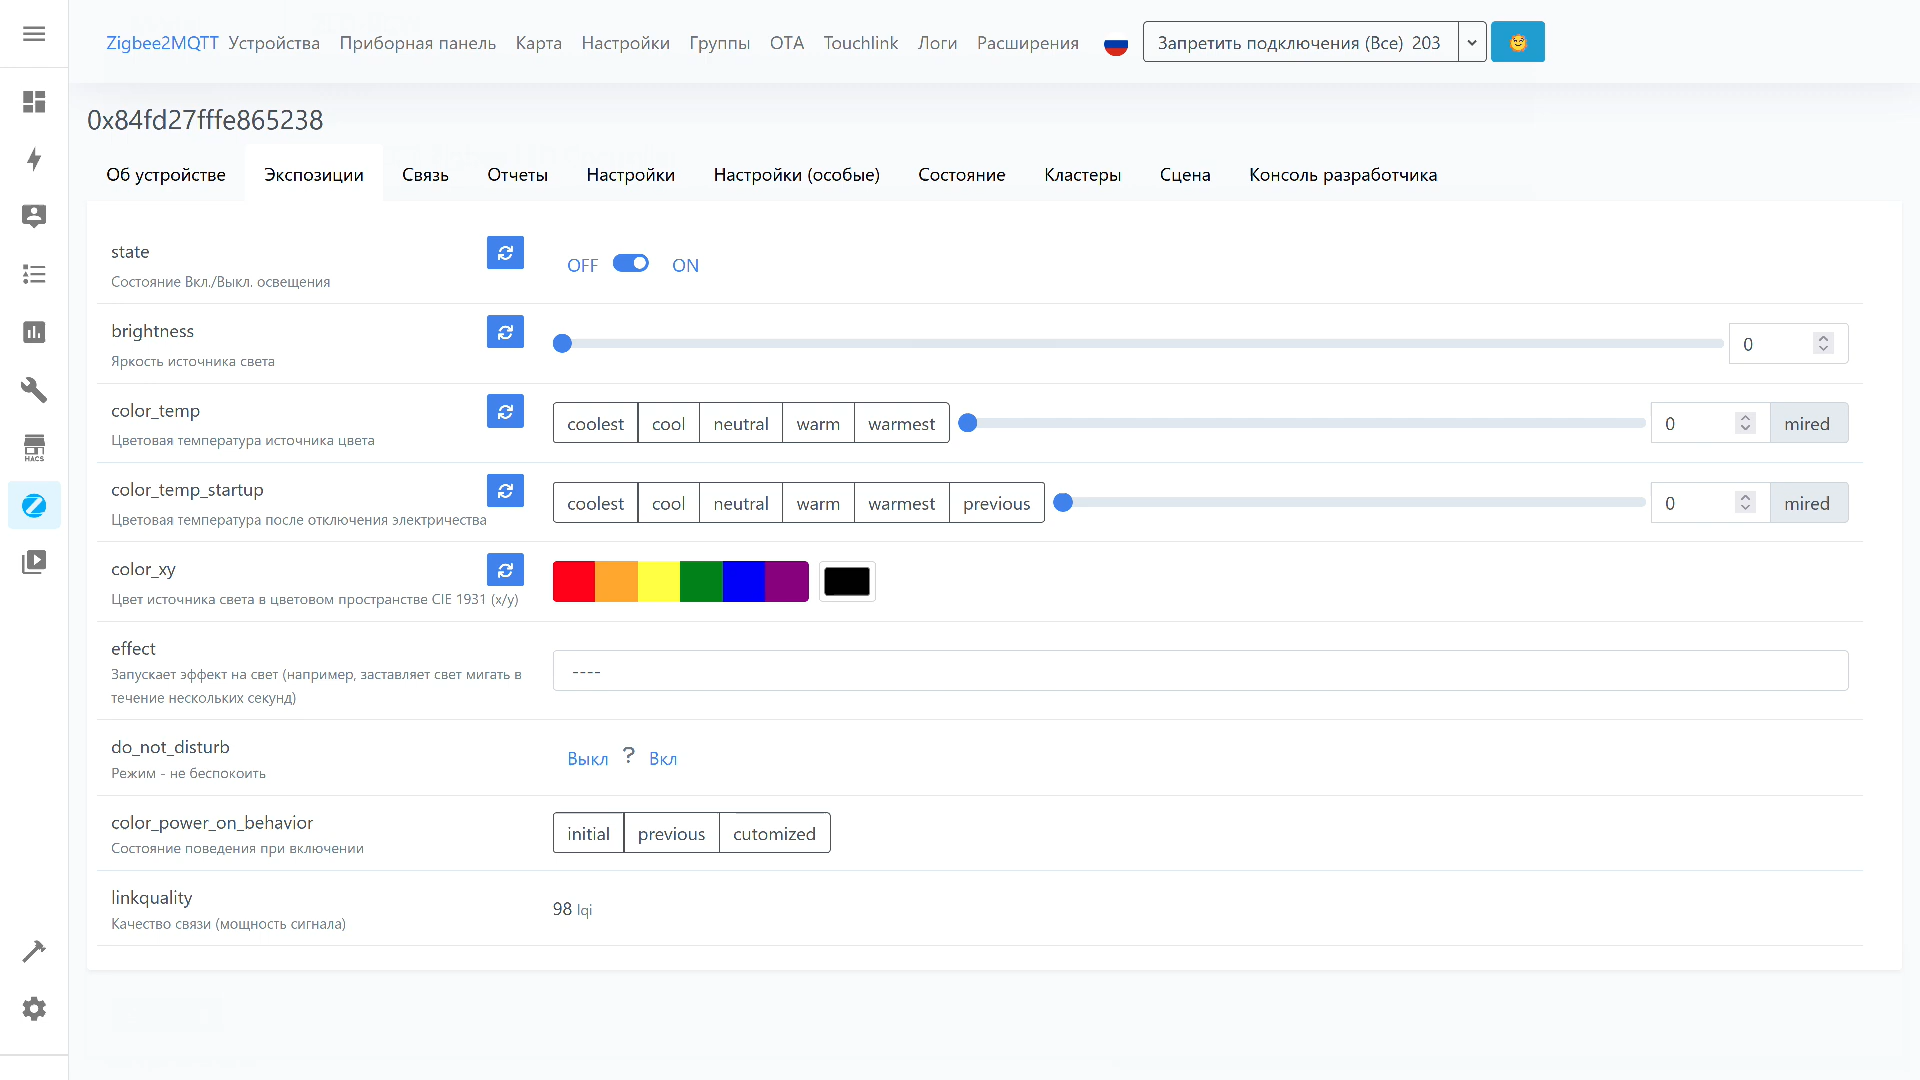 Zigbee2MQTT Устройства Приборная панель Карта Настройки Группы OTA Touchlink Логи Расширения Запретить подключения (Все) 203
0x84fd27fffe865238
Об устройстве Экспозиции Связь Отчеты Настройки Настройки (особые) Состояние Кластеры Сцена Консоль разработчика
state
OFF ON
Состояние Вкл./Выкл. освещения
brightness
0
Яркость источника света
color_temp
coolest cool neutral warm warmest 0 mired
Цветовая температура источника цвета
color_temp_startup
coolest cool neutral warm warmest previous 0 mired
Цветовая температура после отключения электричества
color_xy
Цвет источника света в цветовом пространстве CIE 1931 (x/y)
effect
----
Запускает эффект на свет (например, заставляет свет мигать в
течение нескольких секунд)
do_not_disturb
Выкл ? Вкл
Режим - не беспокоить
color_power_on_behavior
initial previous cutomized
Состояние поведения при включении
linkquality
98 lqi
Качество связи (мощность сигнала)
HACS